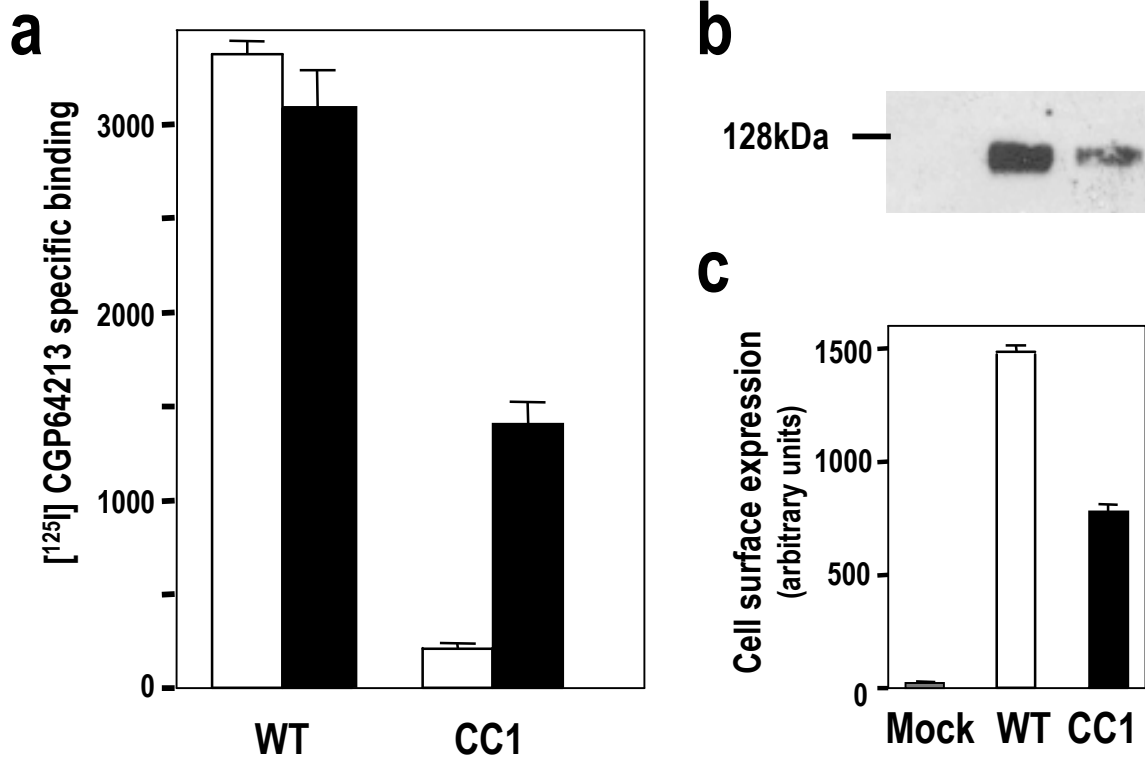 a
[¹²⁵I] CGP64213 specific binding
3000
2000
1000
0
WT CC1
b
128kDa
c
Cell surface expression
(arbitrary units)
1500
1000
500
0
Mock WT CC1